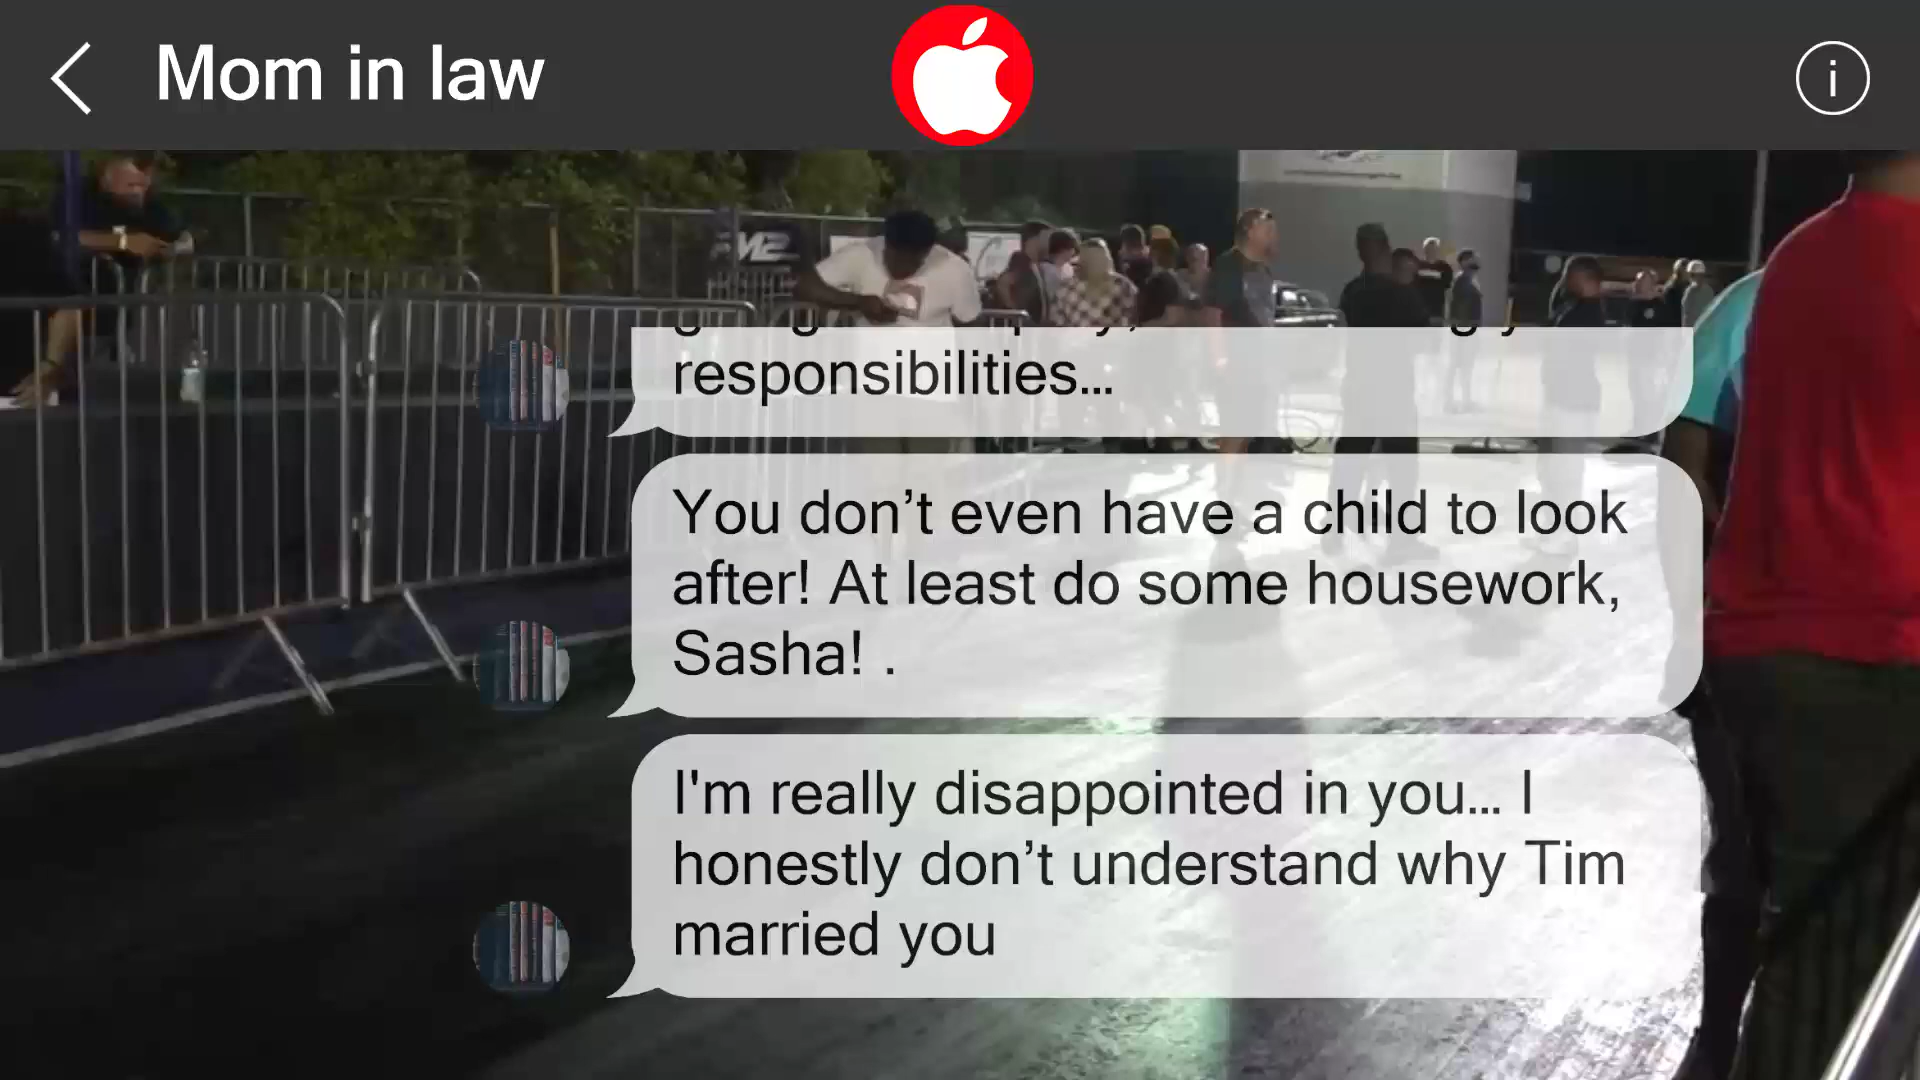 Mom in law
responsibilities...
You don’t even have a child to look
after! At least do some housework,
Sasha! .
I'm really disappointed in you... I
honestly don’t understand why Tim
married you